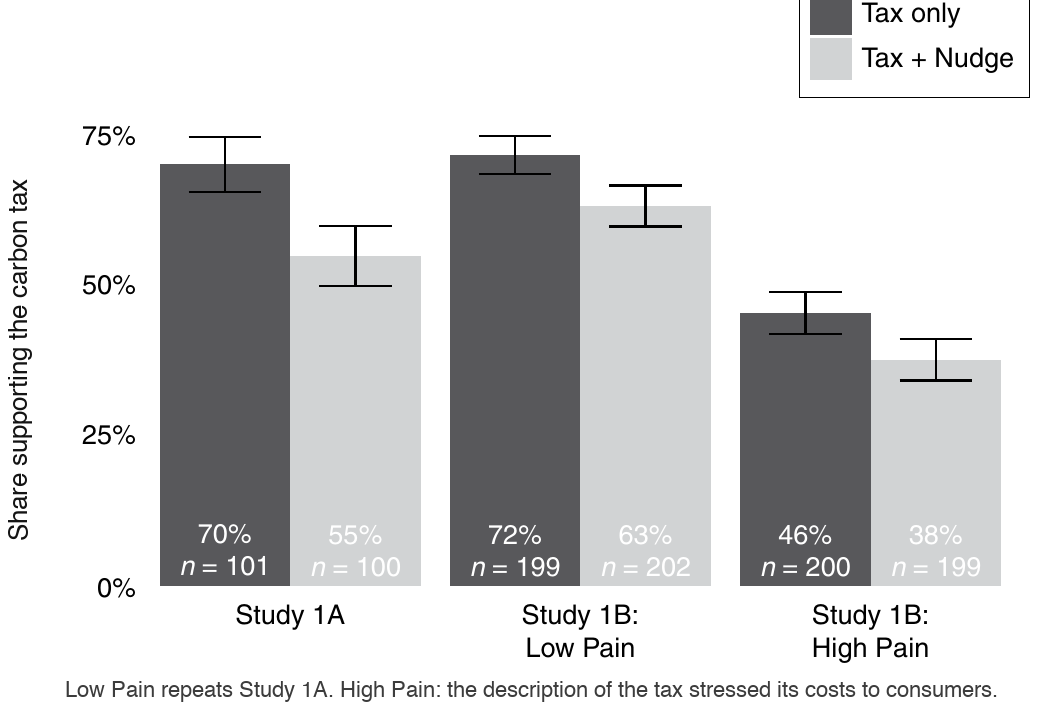 Tax only
Tax + Nudge
Share supporting the carbon tax
75%
50%
25%
0%
70%
n = 101
55%
n = 100
72%
n = 199
63%
n = 202
46%
n = 200
38%
n = 199
Study 1A
Study 1B:
Low Pain
Study 1B:
High Pain
Low Pain repeats Study 1A. High Pain: the description of the tax stressed its costs to consumers.